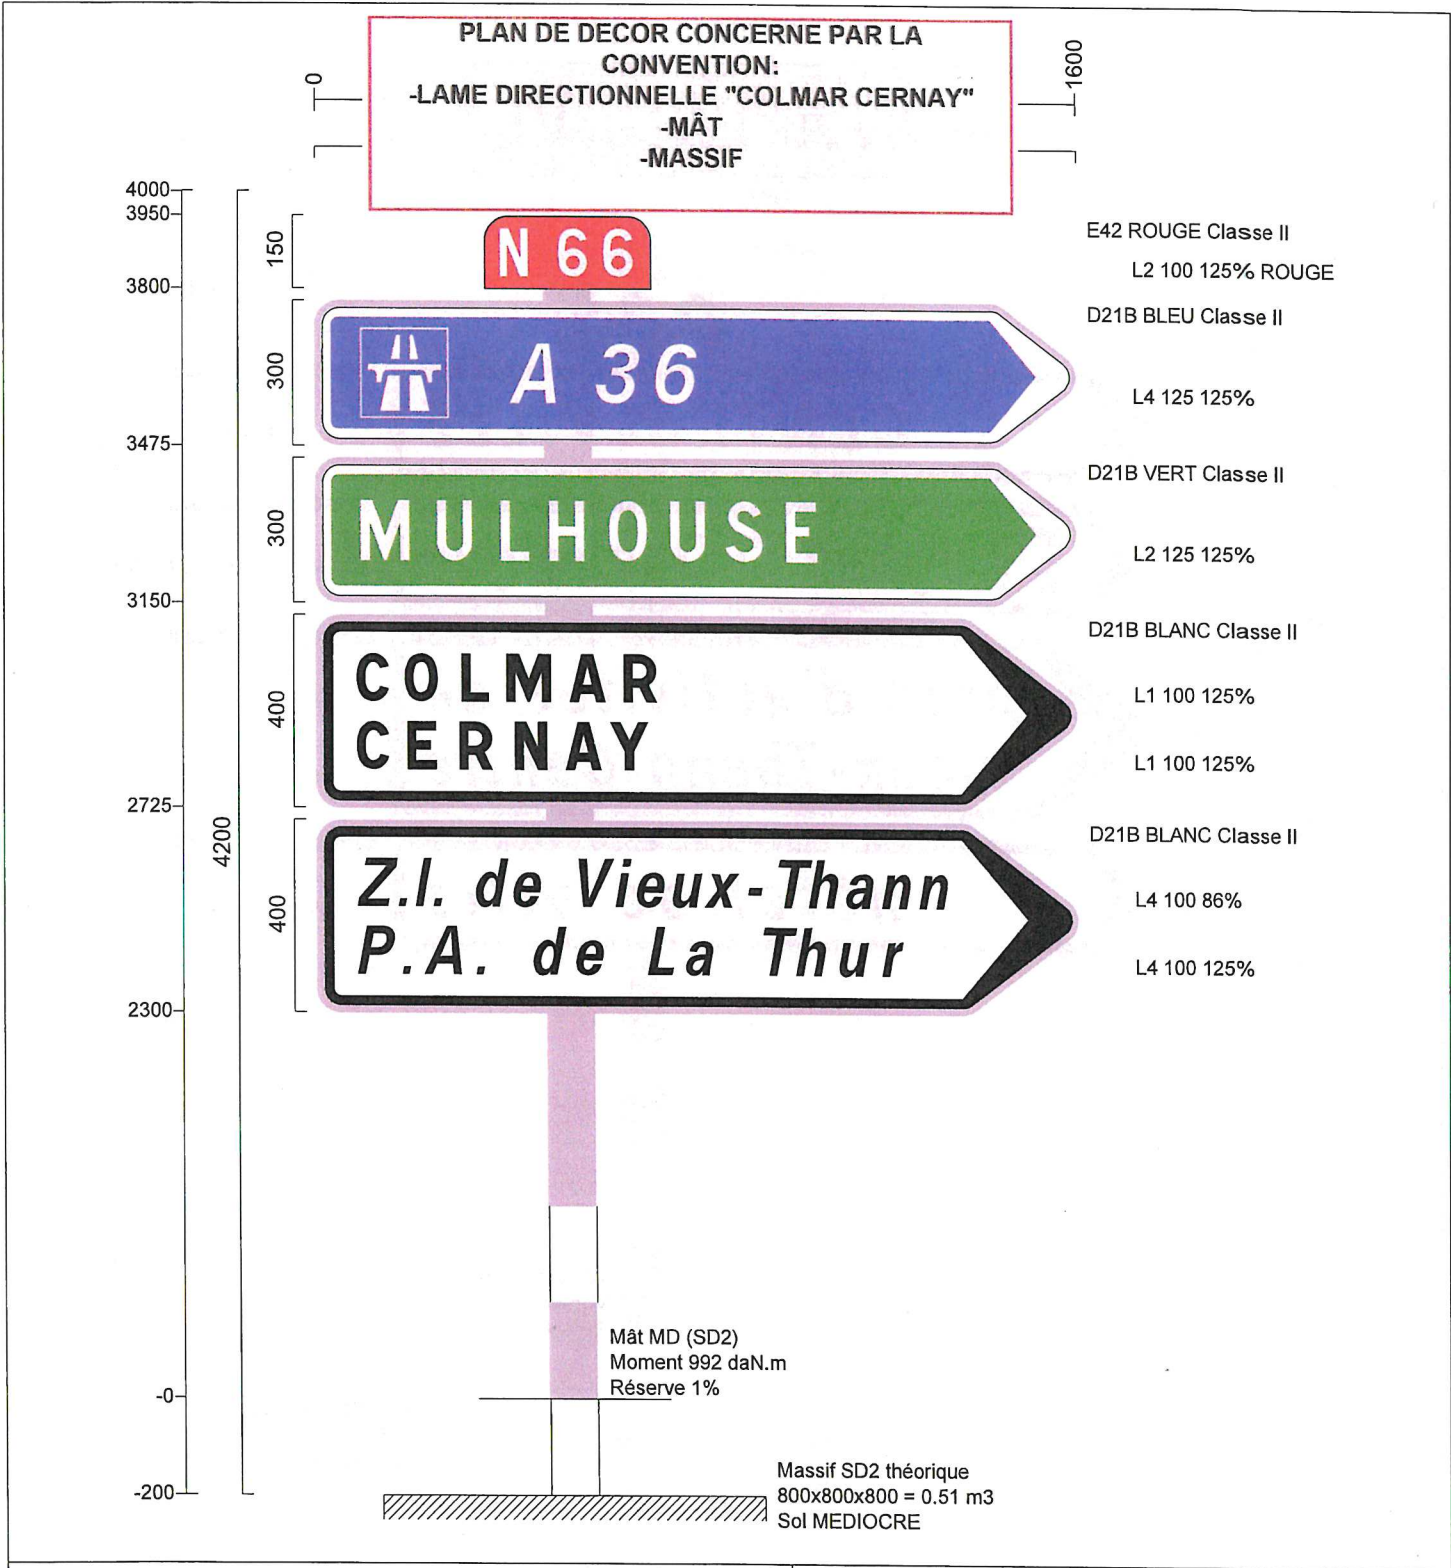 PLAN DE DECOR CONCERNE PAR LA
CONVENTION:
-LAME DIRECTIONNELLE "COLMAR CERNAY"
-MÂT
-MASSIF
0
1600
4000
3950
150
3800
N 66
E42 ROUGE Classe II
L2 100 125% ROUGE
300
A 36
D21B BLEU Classe II
L4 125 125%
3475
300
MULHOUSE
D21B VERT Classe II
L2 125 125%
3150
400
COLMAR
CERNAY
D21B BLANC Classe II
L1 100 125%
L1 100 125%
2725
4200
400
Z.I. de Vieux-Thann
P.A. de La Thur
D21B BLANC Classe II
L4 100 86%
L4 100 125%
2300
Mât MD (SD2)
Moment 992 daN.m
Réserve 1%
-0
-200
Massif SD2 théorique
800x800x800 = 0.51 m3
Sol MEDIOCRE